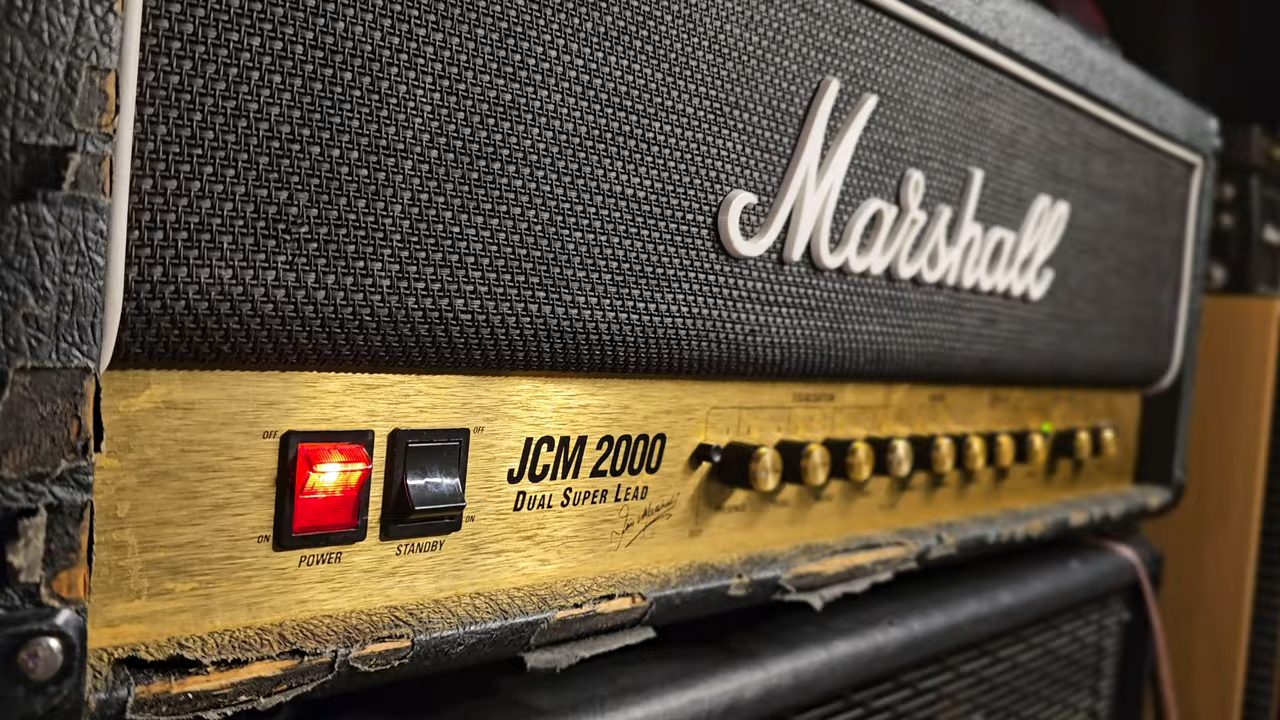 Marshall
OFF
ON
POWER
OFF
ON
STANDBY
JCM 2000
DUAL SUPER LEAD